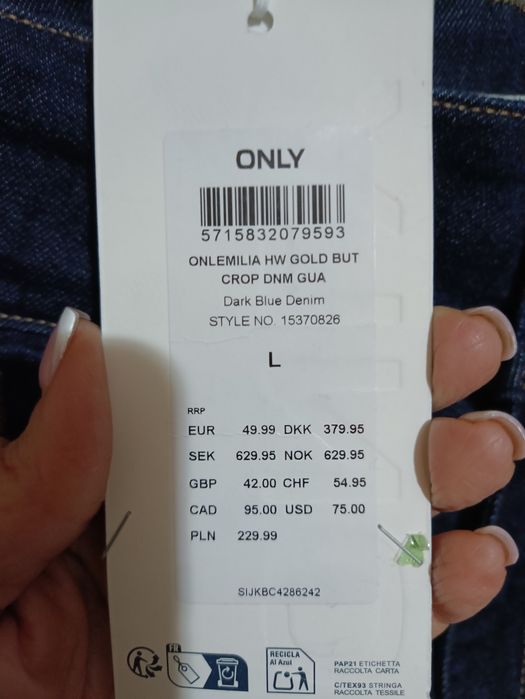 ONLY
5715832079593
ONLEMILIA HW GOLD BUT
CROP DNM GUA
Dark Blue Denim
STYLE NO. 15370826
L
RRP
EUR 49.99 DKK 379.95
SEK 629.95 NOK 629.95
GBP 42.00 CHF 54.95
CAD 95.00 USD 75.00
PLN 229.99
SIJKBC4286242
FR
RECICLA
Al Azul
PAP21 ETICHETTA
RACCOLTA CARTA
C/TEX93 STRINGA
RACCOLTA TESSILE